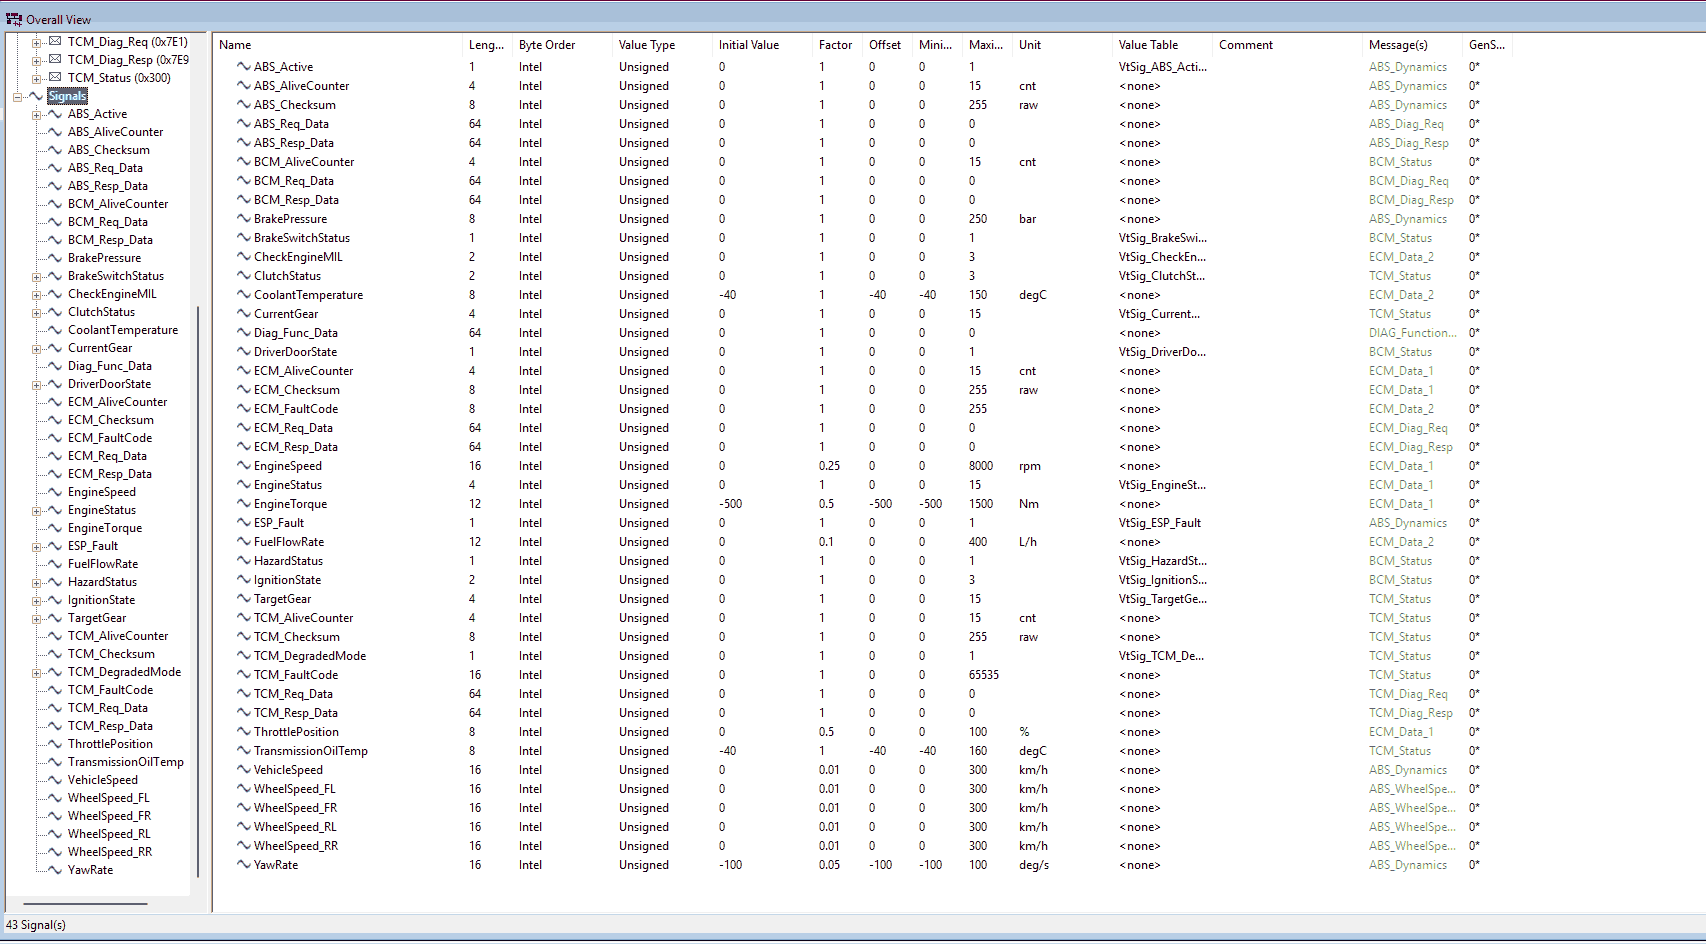 Overall View
TCM_Diag_Req (0x7E1)
TCM_Diag_Resp (0x7E9
TCM_Status (0x300)
Signals
ABS_Active
ABS_AliveCounter
ABS_Checksum
ABS_Req_Data
ABS_Resp_Data
BCM_AliveCounter
BCM_Req_Data
BCM_Resp_Data
BrakePressure
BrakeSwitchStatus
CheckEngineMIL
ClutchStatus
CoolantTemperature
CurrentGear
Diag_Func_Data
DriverDoorState
ECM_AliveCounter
ECM_Checksum
ECM_FaultCode
ECM_Req_Data
ECM_Resp_Data
EngineSpeed
EngineStatus
EngineTorque
ESP_Fault
FuelFlowRate
HazardStatus
IgnitionState
TargetGear
TCM_AliveCounter
TCM_Checksum
TCM_DegradedMode
TCM_FaultCode
TCM_Req_Data
TCM_Resp_Data
ThrottlePosition
TransmissionOilTemp
VehicleSpeed
WheelSpeed_FL
WheelSpeed_FR
WheelSpeed_RL
WheelSpeed_RR
YawRate
Name Leng... Byte Order Value Type Initial Value Factor Offset Mini... Maxi... Unit Value Table Comment Message(s) GenS...
ABS_Active 1 Intel Unsigned 0 1 0 0 1 VtSig_ABS_Acti... ABS_Dynamics 0*
ABS_AliveCounter 4 Intel Unsigned 0 1 0 0 15 cnt <none> ABS_Dynamics 0*
ABS_Checksum 8 Intel Unsigned 0 1 0 0 255 raw <none> ABS_Dynamics 0*
ABS_Req_Data 64 Intel Unsigned 0 1 0 0 0 <none> ABS_Diag_Req 0*
ABS_Resp_Data 64 Intel Unsigned 0 1 0 0 0 <none> ABS_Diag_Resp 0*
BCM_AliveCounter 4 Intel Unsigned 0 1 0 0 15 cnt <none> BCM_Status 0*
BCM_Req_Data 64 Intel Unsigned 0 1 0 0 0 <none> BCM_Diag_Req 0*
BCM_Resp_Data 64 Intel Unsigned 0 1 0 0 0 <none> BCM_Diag_Resp 0*
BrakePressure 8 Intel Unsigned 0 1 0 0 250 bar <none> ABS_Dynamics 0*
BrakeSwitchStatus 1 Intel Unsigned 0 1 0 0 1 VtSig_BrakeSwi... BCM_Status 0*
CheckEngineMIL 2 Intel Unsigned 0 1 0 0 3 VtSig_CheckEn... ECM_Data_2 0*
ClutchStatus 2 Intel Unsigned 0 1 0 0 3 VtSig_ClutchSt... TCM_Status 0*
CoolantTemperature 8 Intel Unsigned -40 1 -40 -40 150 degC <none> ECM_Data_2 0*
CurrentGear 4 Intel Unsigned 0 1 0 0 15 VtSig_Current... TCM_Status 0*
Diag_Func_Data 64 Intel Unsigned 0 1 0 0 0 <none> DIAG_Function... 0*
DriverDoorState 1 Intel Unsigned 0 1 0 0 1 VtSig_DriverDo... BCM_Status 0*
ECM_AliveCounter 4 Intel Unsigned 0 1 0 0 15 cnt <none> ECM_Data_1 0*
ECM_Checksum 8 Intel Unsigned 0 1 0 0 255 raw <none> ECM_Data_1 0*
ECM_FaultCode 8 Intel Unsigned 0 1 0 0 255 <none> ECM_Data_2 0*
ECM_Req_Data 64 Intel Unsigned 0 1 0 0 0 <none> ECM_Diag_Req 0*
ECM_Resp_Data 64 Intel Unsigned 0 1 0 0 0 <none> ECM_Diag_Resp 0*
EngineSpeed 16 Intel Unsigned 0 0.25 0 0 8000 rpm <none> ECM_Data_1 0*
EngineStatus 4 Intel Unsigned 0 1 0 0 15 VtSig_EngineSt... ECM_Data_1 0*
EngineTorque 12 Intel Unsigned -500 0.5 -500 -500 1500 Nm <none> ECM_Data_1 0*
ESP_Fault 1 Intel Unsigned 0 1 0 0 1 VtSig_ESP_Fault ABS_Dynamics 0*
FuelFlowRate 12 Intel Unsigned 0 0.1 0 0 400 L/h <none> ECM_Data_2 0*
HazardStatus 1 Intel Unsigned 0 1 0 0 1 VtSig_HazardSt... BCM_Status 0*
IgnitionState 2 Intel Unsigned 0 1 0 0 3 VtSig_IgnitionS... BCM_Status 0*
TargetGear 4 Intel Unsigned 0 1 0 0 15 VtSig_TargetGe... TCM_Status 0*
TCM_AliveCounter 4 Intel Unsigned 0 1 0 0 15 cnt <none> TCM_Status 0*
TCM_Checksum 8 Intel Unsigned 0 1 0 0 255 raw <none> TCM_Status 0*
TCM_DegradedMode 1 Intel Unsigned 0 1 0 0 1 VtSig_TCM_De... TCM_Status 0*
TCM_FaultCode 16 Intel Unsigned 0 1 0 0 65535 <none> TCM_Status 0*
TCM_Req_Data 64 Intel Unsigned 0 1 0 0 0 <none> TCM_Diag_Req 0*
TCM_Resp_Data 64 Intel Unsigned 0 1 0 0 0 <none> TCM_Diag_Resp 0*
ThrottlePosition 8 Intel Unsigned 0 0.5 0 0 100 % <none> ECM_Data_1 0*
TransmissionOilTemp 8 Intel Unsigned -40 1 -40 -40 160 degC <none> TCM_Status 0*
VehicleSpeed 16 Intel Unsigned 0 0.01 0 0 300 km/h <none> ABS_Dynamics 0*
WheelSpeed_FL 16 Intel Unsigned 0 0.01 0 0 300 km/h <none> ABS_WheelSpe... 0*
WheelSpeed_FR 16 Intel Unsigned 0 0.01 0 0 300 km/h <none> ABS_WheelSpe... 0*
WheelSpeed_RL 16 Intel Unsigned 0 0.01 0 0 300 km/h <none> ABS_WheelSpe... 0*
WheelSpeed_RR 16 Intel Unsigned 0 0.01 0 0 300 km/h <none> ABS_WheelSpe... 0*
YawRate 16 Intel Unsigned -100 0.05 -100 -100 100 deg/s <none> ABS_Dynamics 0*
43 Signal(s)